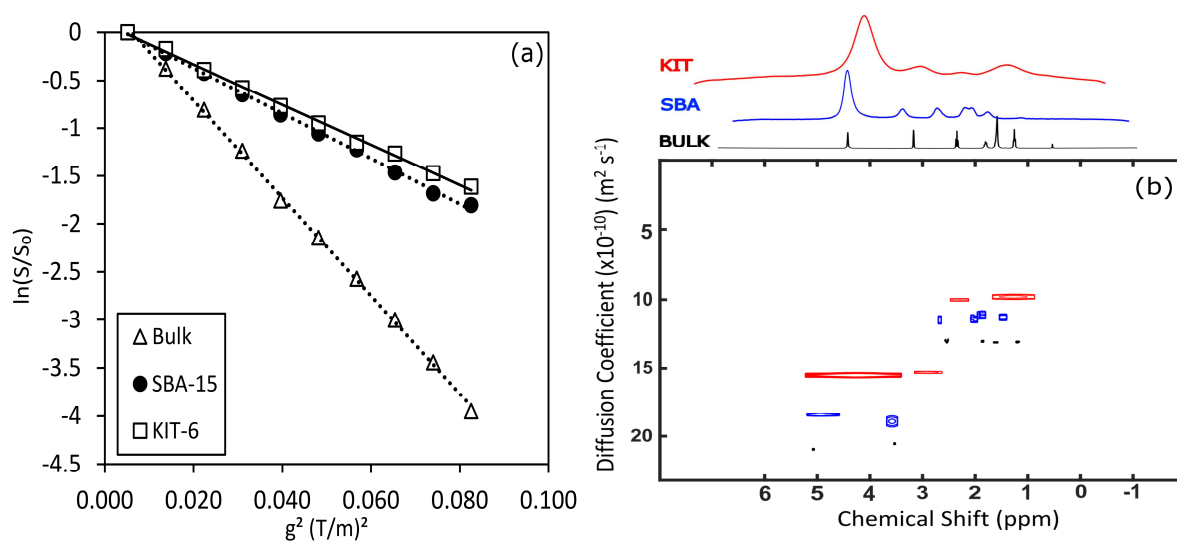 (a)
0
-0.5
-1
-1.5
-2
-2.5
-3
-3.5
-4
-4.5
ln(S/S₀)
Bulk
SBA-15
KIT-6
0.000 0.020 0.040 0.060 0.080 0.100
g² (T/m)²
KIT
SBA
BULK
(b)
5
10
15
20
Diffusion Coefficient (x10⁻¹⁰) (m² s⁻¹)
6 5 4 3 2 1 0 -1
Chemical Shift (ppm)